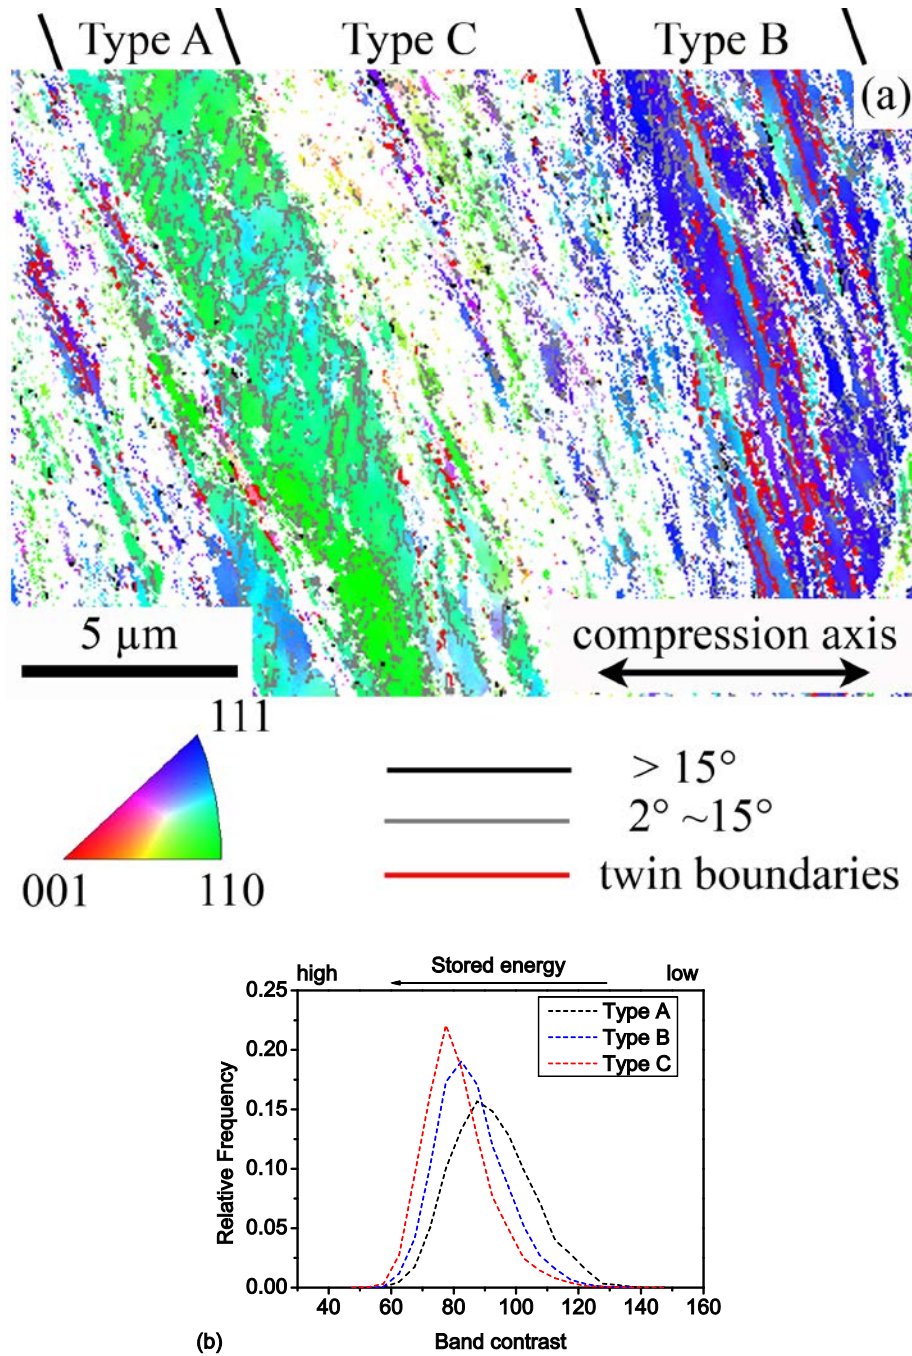 Type A Type C Type B
(a)
5 μm
compression axis
111
001
110
> 15°
2° ~15°
twin boundaries
high Stored energy low
0.25
0.20
0.15
0.10
0.05
0.00
Relative Frequency
Type A
Type B
Type C
40 60 80 100 120 140 160
Band contrast
(b)